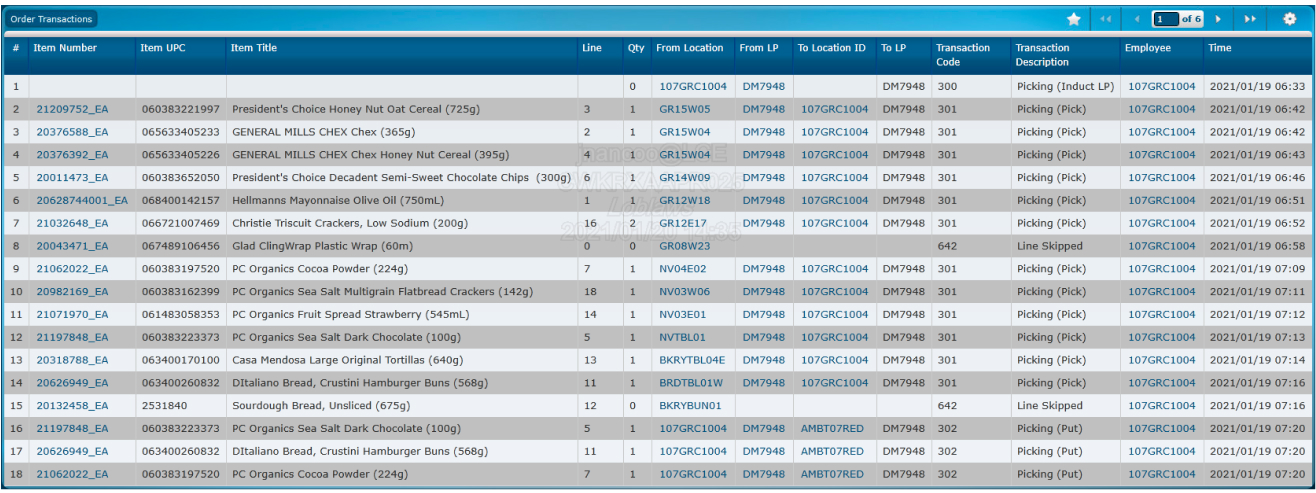 Order Transactions 1 of 6
# Item Number Item UPC Item Title Line Qty From Location From LP To Location ID To LP Transaction Code Transaction Description Employee Time
1 0 107GRC1004 DM7948 DM7948 300 Picking (Induct LP) 107GRC1004 2021/01/19 06:33
2 21209752_EA 060383221997 President's Choice Honey Nut Oat Cereal (725g) 3 1 GR15W05 DM7948 107GRC1004 DM7948 301 Picking (Pick) 107GRC1004 2021/01/19 06:42
3 20376588_EA 065633405233 GENERAL MILLS CHEX Chex (365g) 2 1 GR15W04 DM7948 107GRC1004 DM7948 301 Picking (Pick) 107GRC1004 2021/01/19 06:42
4 20376392_EA 065633405226 GENERAL MILLS CHEX Chex Honey Nut Cereal (395g) 4 1 GR15W04 DM7948 107GRC1004 DM7948 301 Picking (Pick) 107GRC1004 2021/01/19 06:43
5 20011473_EA 060383652050 President's Choice Decadent Semi-Sweet Chocolate Chips (300g) 6 1 GR14W09 DM7948 107GRC1004 DM7948 301 Picking (Pick) 107GRC1004 2021/01/19 06:46
6 20628744001_EA 068400142157 Hellmanns Mayonnaise Olive Oil (750mL) 1 1 GR12W18 DM7948 107GRC1004 DM7948 301 Picking (Pick) 107GRC1004 2021/01/19 06:51
7 21032648_EA 066721007469 Christie Triscuit Crackers, Low Sodium (200g) 16 2 GR12E17 DM7948 107GRC1004 DM7948 301 Picking (Pick) 107GRC1004 2021/01/19 06:52
8 20043471_EA 067489106456 Glad ClingWrap Plastic Wrap (60m) 0 GR08W23 642 Line Skipped 107GRC1004 2021/01/19 06:58
9 21062022_EA 060383197520 PC Organics Cocoa Powder (224g) 7 1 NV04E02 DM7948 107GRC1004 DM7948 301 Picking (Pick) 107GRC1004 2021/01/19 07:09
10 20982169_EA 060383162399 PC Organics Sea Salt Multigrain Flatbread Crackers (142g) 18 1 NV03W06 DM7948 107GRC1004 DM7948 301 Picking (Pick) 107GRC1004 2021/01/19 07:11
11 21071970_EA 061483058353 PC Organics Fruit Spread Strawberry (545mL) 14 1 NV03E01 DM7948 107GRC1004 DM7948 301 Picking (Pick) 107GRC1004 2021/01/19 07:12
12 21197848_EA 060383223373 PC Organics Sea Salt Dark Chocolate (100g) 5 1 NVTBL01 DM7948 107GRC1004 DM7948 301 Picking (Pick) 107GRC1004 2021/01/19 07:13
13 20318788_EA 063400170100 Casa Mendosa Large Original Tortillas (640g) 13 1 BKRYTBL04E DM7948 107GRC1004 DM7948 301 Picking (Pick) 107GRC1004 2021/01/19 07:14
14 20626949_EA 063400260832 DItaliano Bread, Crustini Hamburger Buns (568g) 11 1 BRDTBL01W DM7948 107GRC1004 DM7948 301 Picking (Pick) 107GRC1004 2021/01/19 07:16
15 20132458_EA 2531840 Sourdough Bread, Unsliced (675g) 12 0 BKRYBUN01 642 Line Skipped 107GRC1004 2021/01/19 07:16
16 21197848_EA 060383223373 PC Organics Sea Salt Dark Chocolate (100g) 5 1 107GRC1004 DM7948 AMBT07RED DM7948 302 Picking (Put) 107GRC1004 2021/01/19 07:20
17 20626949_EA 063400260832 DItaliano Bread, Crustini Hamburger Buns (568g) 11 1 107GRC1004 DM7948 AMBT07RED DM7948 302 Picking (Put) 107GRC1004 2021/01/19 07:20
18 21062022_EA 060383197520 PC Organics Cocoa Powder (224g) 7 1 107GRC1004 DM7948 AMBT07RED DM7948 302 Picking (Put) 107GRC1004 2021/01/19 07:20